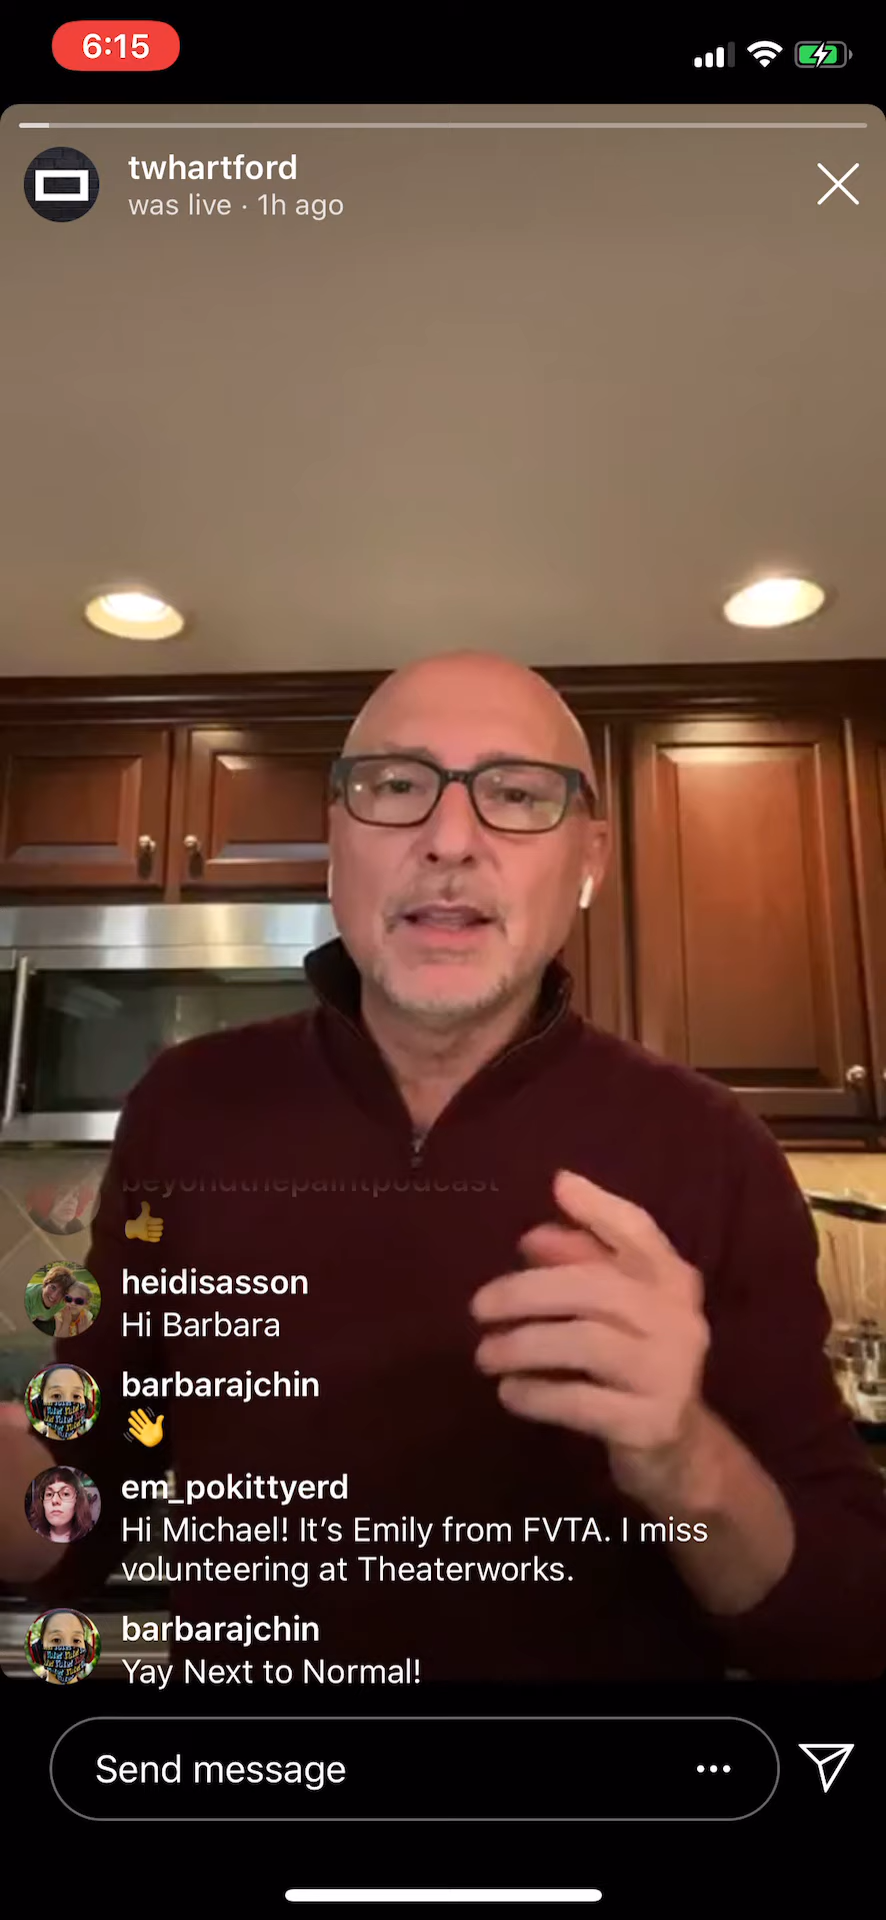 6:15
twhartford
was live · 1h ago
beyondthepaintpodcast
👍
heidisasson
Hi Barbara
barbarajchin
👋
em_pokittyerd
Hi Michael! It's Emily from FVTA. I miss
volunteering at Theaterworks.
barbarajchin
Yay Next to Normal!
Send message